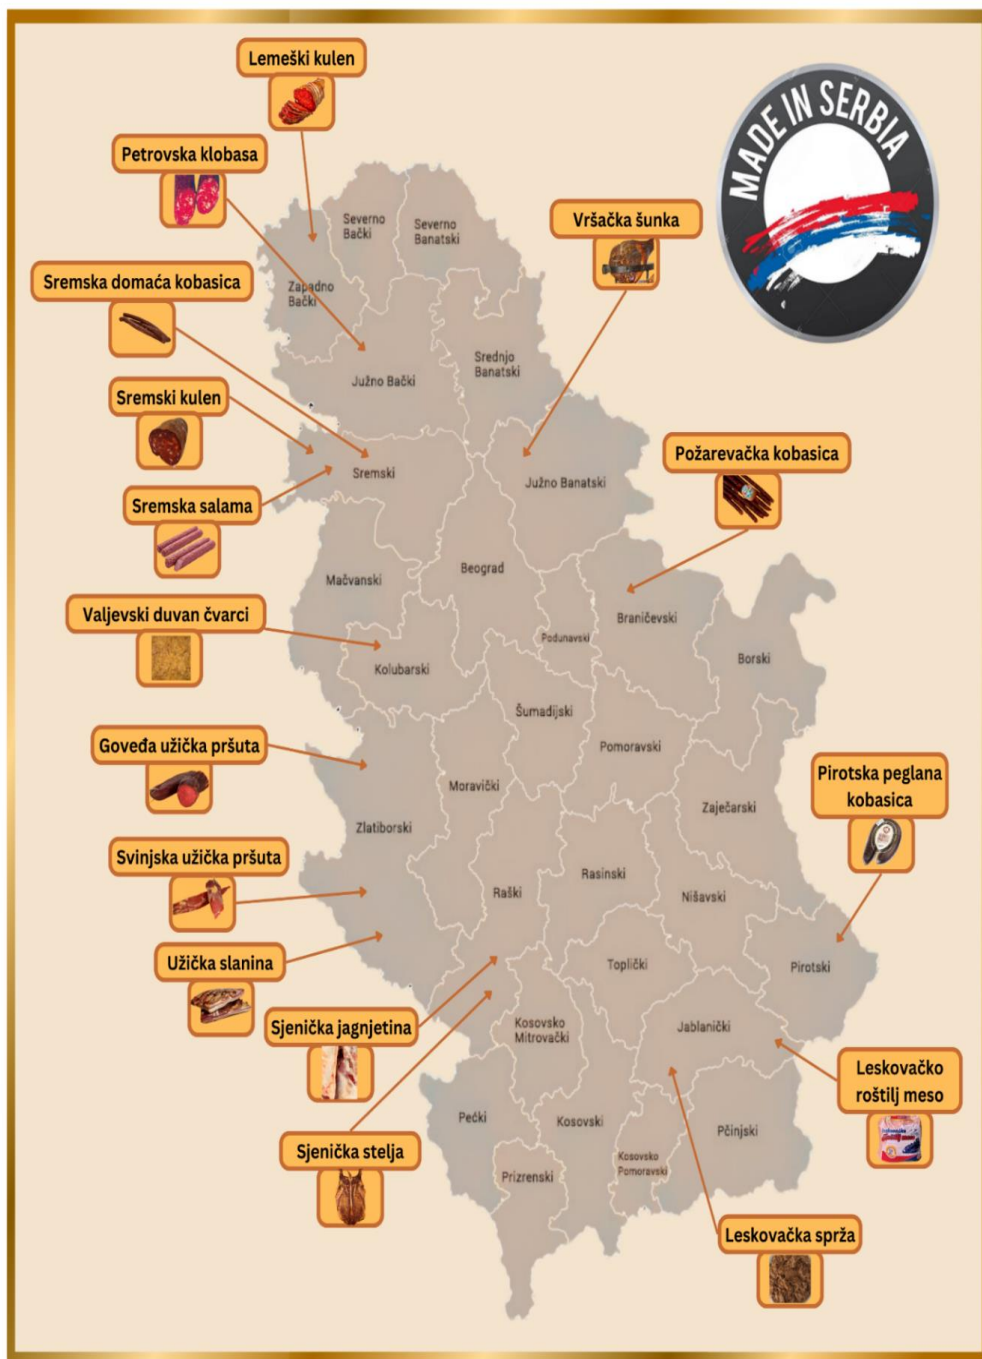 Lemeški kulen
MADE IN SERBIA
Petrovska klobasa
Severno
Bački
Severno
Banatski
Vršačka šunka
Sremska domaća kobasica
Zapadno
Bački
Srednjo
Banatski
Južno Bački
Sremski kulen
Sremski
Južno Banatski
Požarevačka kobasica
Sremska salama
Mačvanski
Beograd
Valjevski duvan čvarci
Podunavski
Braničevski
Kolubarski
Borski
Šumadijski
Goveđa užička pršuta
Pomoravski
Moravički
Pirotska peglana
kobasica
Zaječarski
Zlatiborski
Svinjska užička pršuta
Rasinski
Raški
Nišavski
Užička slanina
Toplički
Pirotski
Sjenička jagnjetina
Kosovsko
Mitrovački
Jablanički
Leskovačko
roštilj meso
Pećki
Kosovski
Pčinjski
Sjenička stelja
Kosovsko
Pomoravski
Prizrenski
Leskovačka sprža